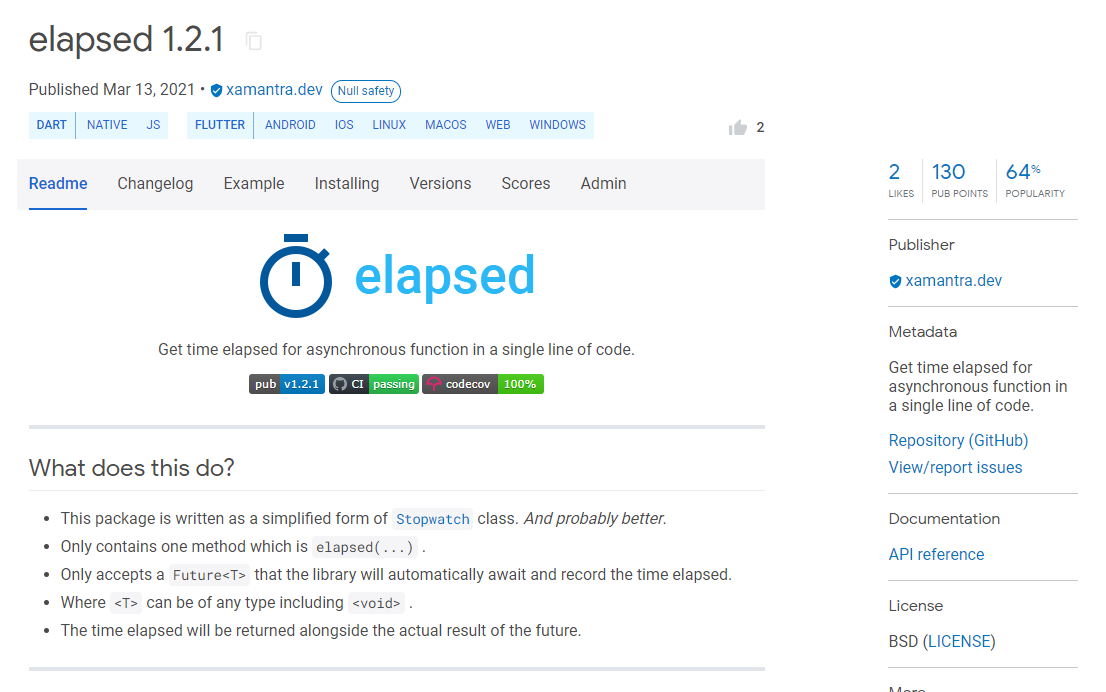 elapsed 1.2.1
Published Mar 13, 2021 • xamantra.dev Null safety
DART NATIVE JS FLUTTER ANDROID IOS LINUX MACOS WEB WINDOWS
2
Readme Changelog Example Installing Versions Scores Admin
elapsed
Get time elapsed for asynchronous function in a single line of code.
pub v1.2.1 CI passing codecov 100%
What does this do?
• This package is written as a simplified form of Stopwatch class. And probably better.
• Only contains one method which is elapsed(...) .
• Only accepts a Future<T> that the library will automatically await and record the time elapsed.
• Where <T> can be of any type including <void> .
• The time elapsed will be returned alongside the actual result of the future.
2 130 64%
LIKES PUB POINTS POPULARITY
Publisher
xamantra.dev
Metadata
Get time elapsed for
asynchronous function in
a single line of code.
Repository (GitHub)
View/report issues
Documentation
API reference
License
BSD (LICENSE)
More